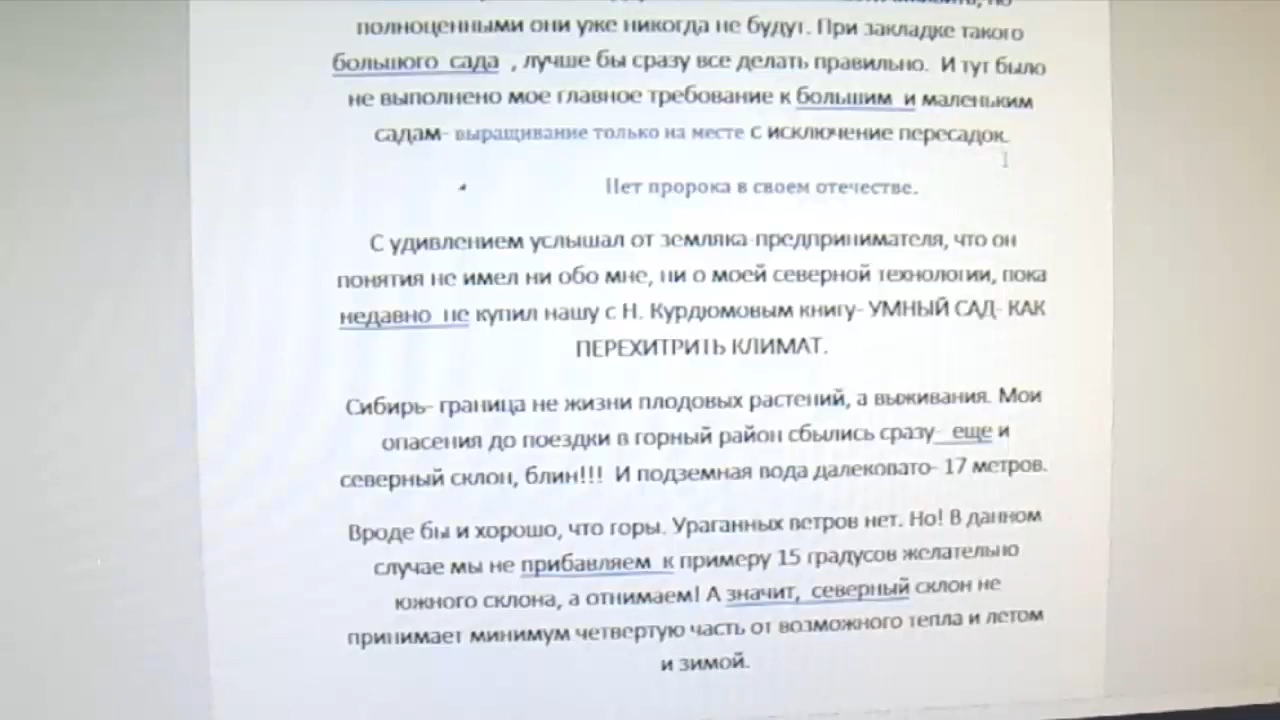 полноценными они уже никогда не будут. При закладке такого
большого сада , лучше бы сразу все делать правильно. И тут было
не выполнено мое главное требование к большим и маленьким
садам- выращивание только на месте с исключение пересадок.
Нет пророка в своем отечестве.
С удивлением услышал от земляка-предпринимателя, что он
понятия не имел ни обо мне, ни о моей северной технологии, пока
недавно не купил нашу с Н. Курдюмовым книгу- УМНЫЙ САД- КАК
ПЕРЕХИТРИТЬ КЛИМАТ.
Сибирь- граница не жизни плодовых растений, а выживания. Мои
опасения до поездки в горный район сбылись сразу- еще и
северный склон, блин!!! И подземная вода далековато- 17 метров.
Вроде бы и хорошо, что горы. Ураганных ветров нет. Но! В данном
случае мы не прибавляем к примеру 15 градусов желательно
южного склона, а отнимаем! А значит, северный склон не
принимает минимум четвертую часть от возможного тепла и летом
и зимой.